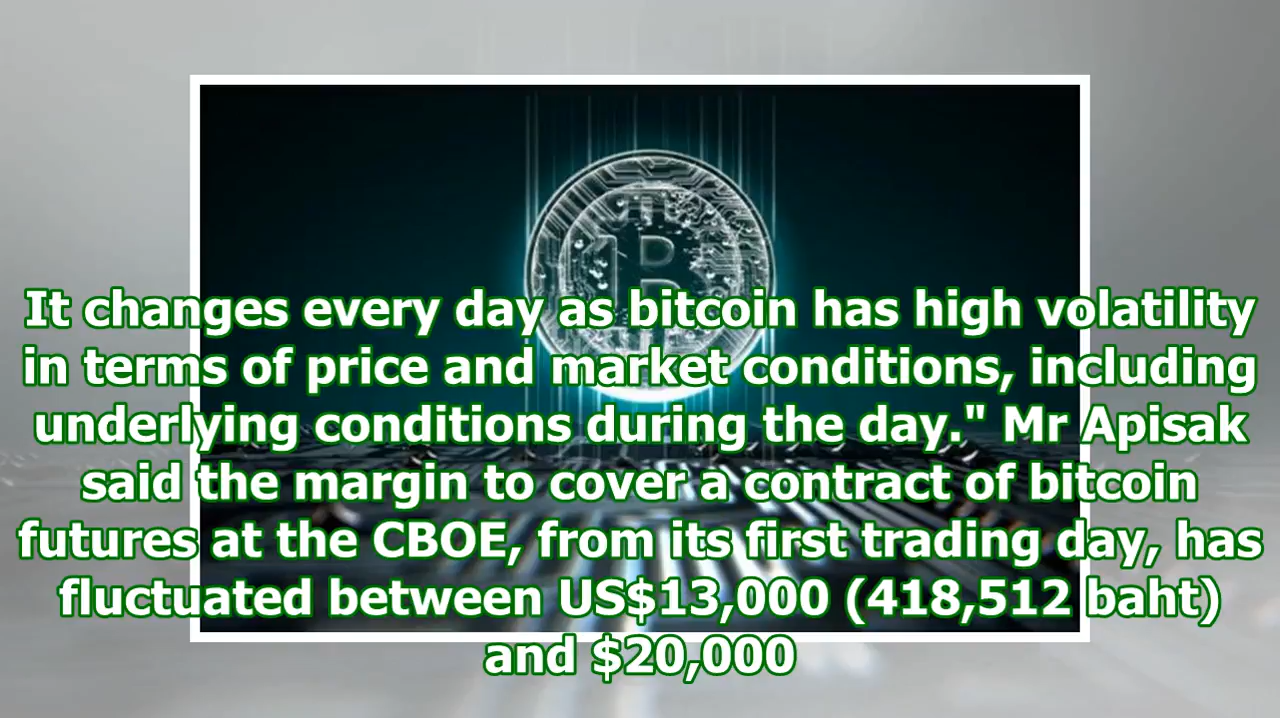 It changes every day as bitcoin has high volatility
in terms of price and market conditions, including
underlying conditions during the day." Mr Apisak
said the margin to cover a contract of bitcoin
futures at the CBOE, from its first trading day, has
fluctuated between US$13,000 (418,512 baht)
and $20,000